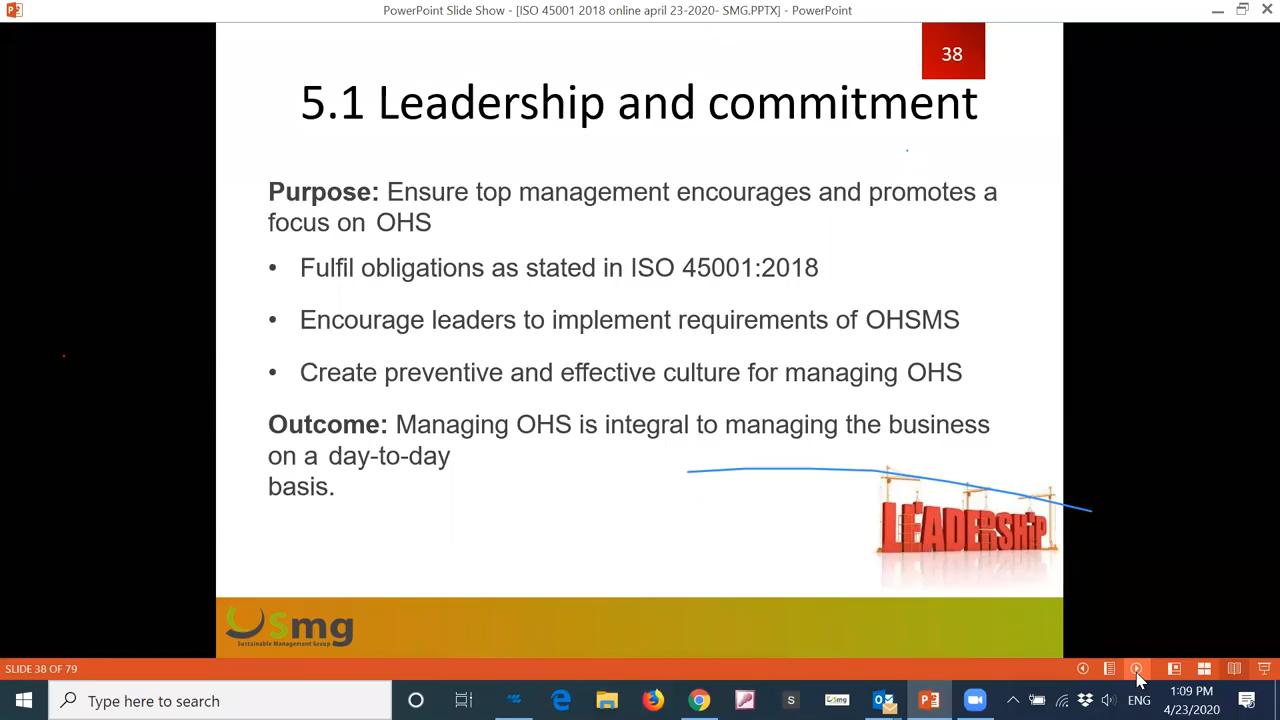 PowerPoint Slide Show - [ISO 45001 2018 online april 23-2020- SMG.PPTX] - PowerPoint
38
5.1 Leadership and commitment
Purpose: Ensure top management encourages and promotes a
focus on OHS
• Fulfil obligations as stated in ISO 45001:2018
• Encourage leaders to implement requirements of OHSMS
• Create preventive and effective culture for managing OHS
Outcome: Managing OHS is integral to managing the business
on a day-to-day
basis.
LEADERSHiP
Smg
Sustainable Management Group
SLIDE 38 OF 79
Type here to search
S
Smg
ENG
1:09 PM
4/23/2020